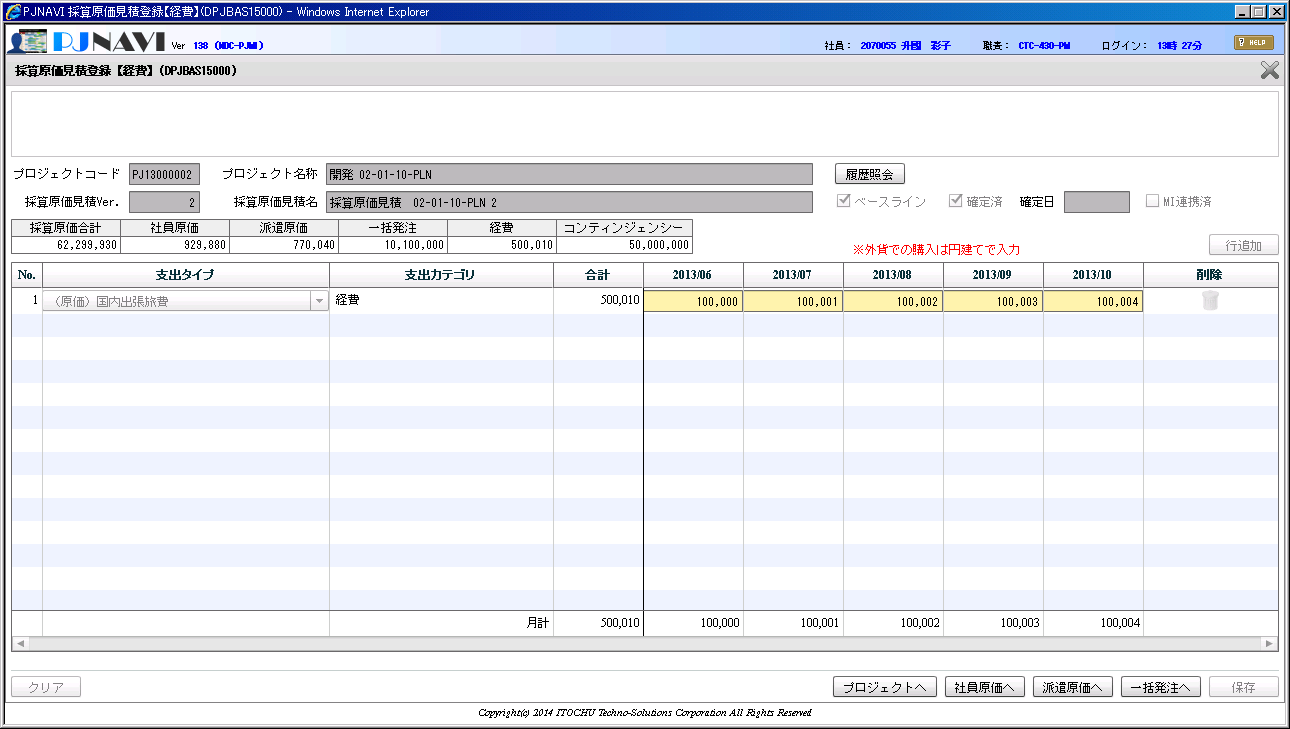 PJNAVI 採算原価見積登録【経費】(DPJBAS15000) - Windows Internet Explorer
PJNAVI Ver 138 (NDC-PJMI) 社員： 2070055 升國 彩子 職責： CTC-430-PM ログイン： 13時 27分 ? HELP
採算原価見積登録【経費】(DPJBAS15000)
プロジェクトコード PJ13000002 プロジェクト名称 開発 02-01-10-PLN 履歴照会
採算原価見積Ver. 2 採算原価見積名 採算原価見積 02-01-10-PLN 2 ベースライン 確定済 確定日 MI連携済
採算原価合計 社員原価 派遣原価 一括発注 経費 コンティンジェンシー
62,299,930 929,880 770,040 10,100,000 500,010 50,000,000
※外貨での購入は円建てで入力 行追加
No. 支出タイプ 支出カテゴリ 合計 2013/06 2013/07 2013/08 2013/09 2013/10 削除
1 （原価）国内出張旅費 経費 500,010 100,000 100,001 100,002 100,003 100,004
月計 500,010 100,000 100,001 100,002 100,003 100,004
クリア プロジェクトへ 社員原価へ 派遣原価へ 一括発注へ 保存
Copyright(c) 2014 ITOCHU Techno-Solutions Corporation All Rights Reserved